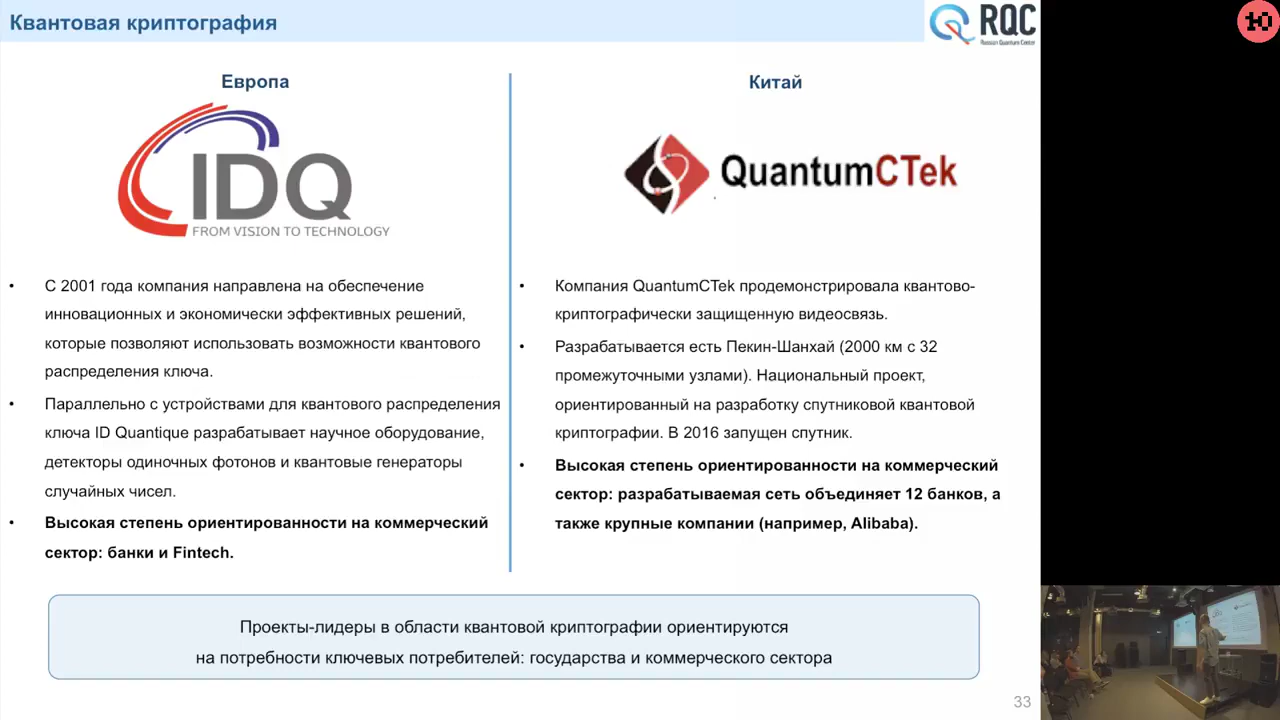 Квантовая криптография
RQC
Russian Quantum Center
Ю
Европа
IDQ
FROM VISION TO TECHNOLOGY
• С 2001 года компания направлена на обеспечение
инновационных и экономически эффективных решений,
которые позволяют использовать возможности квантового
распределения ключа.
• Параллельно с устройствами для квантового распределения
ключа ID Quantique разрабатывает научное оборудование,
детекторы одиночных фотонов и квантовые генераторы
случайных чисел.
• Высокая степень ориентированности на коммерческий
сектор: банки и Fintech.
Китай
QuantumCTek
• Компания QuantumCTek продемонстрировала квантово-
криптографически защищенную видеосвязь.
• Разрабатывается есть Пекин-Шанхай (2000 км с 32
промежуточными узлами). Национальный проект,
ориентированный на разработку спутниковой квантовой
криптографии. В 2016 запущен спутник.
• Высокая степень ориентированности на коммерческий
сектор: разрабатываемая сеть объединяет 12 банков, а
также крупные компании (например, Alibaba).
Проекты-лидеры в области квантовой криптографии ориентируются
на потребности ключевых потребителей: государства и коммерческого сектора
33